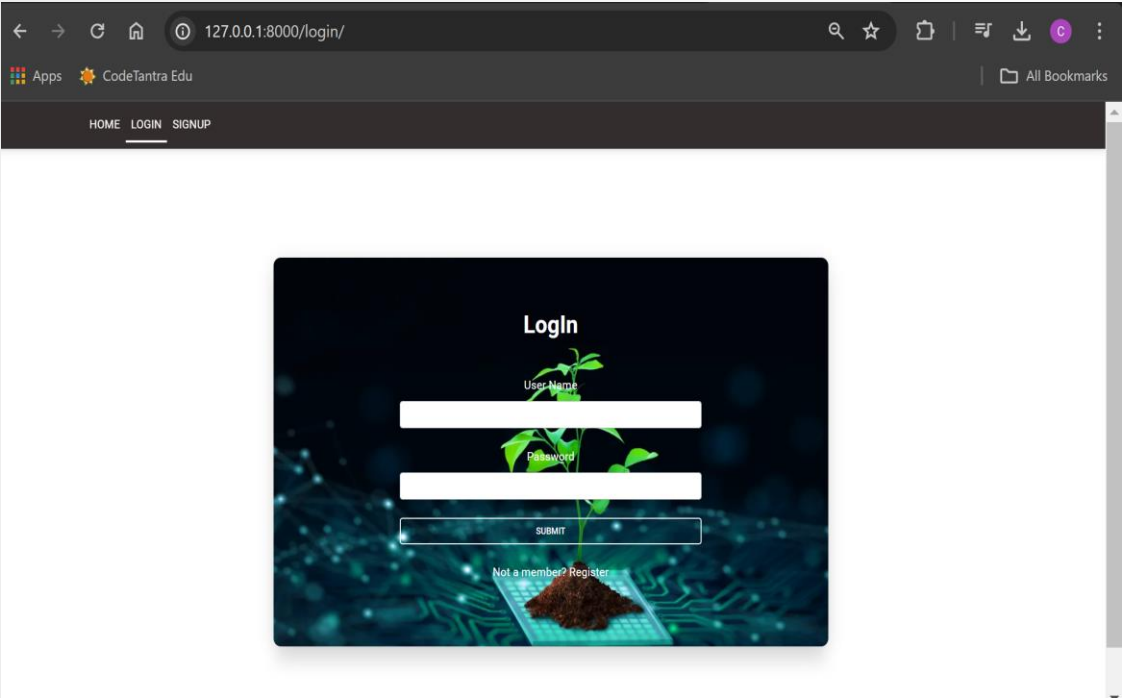 127.0.0.1:8000/login/
C
Apps CodeTantra Edu All Bookmarks
HOME LOGIN SIGNUP
LogIn
User Name
Password
SUBMIT
Not a member? Register